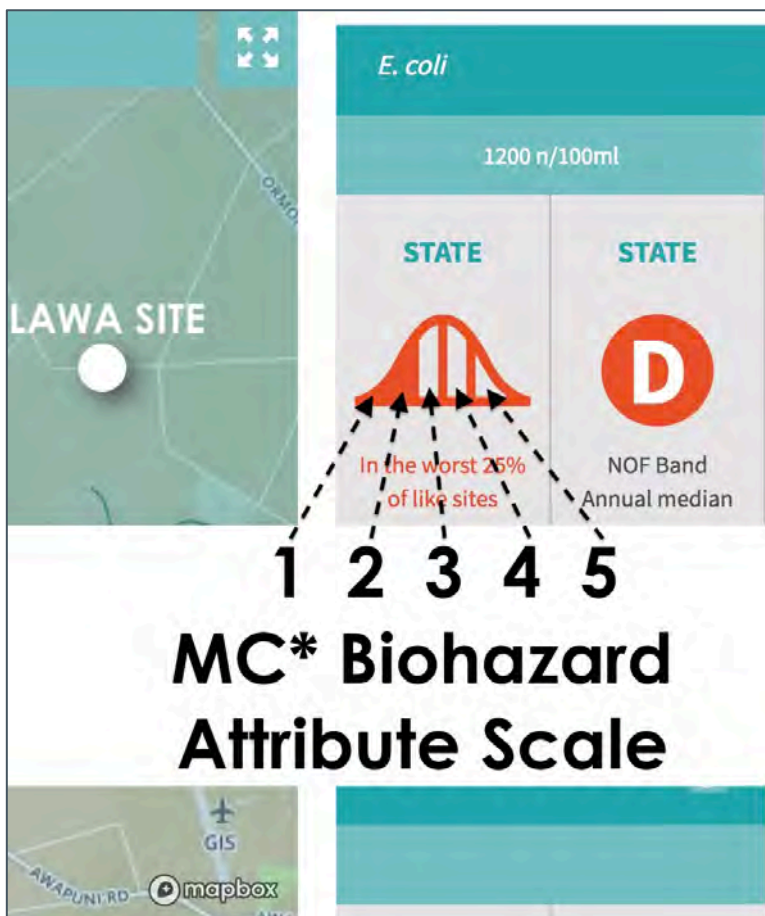 E. coli
1200 n/100ml
ORMO
STATE
STATE
LAWA SITE
D
In the worst 25%
of like sites
NOF Band
Annual median
1 2 3 4 5
MC* Biohazard
Attribute Scale
GIS
AWAPUNI RD
mapbox